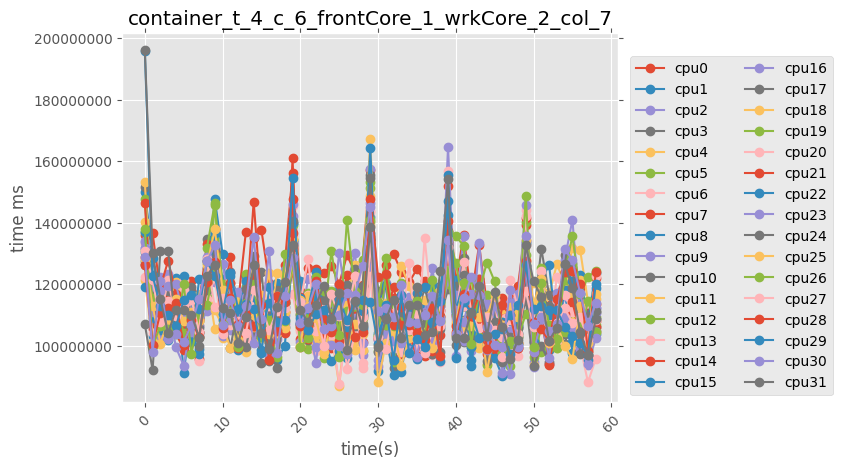 container_t_4_c_6_frontCore_1_wrkCore_2_col_7
200000000
180000000
160000000
140000000
120000000
100000000
time ms
0
10
20
30
40
50
60
time(s)
cpu0
cpu1
cpu2
cpu3
cpu4
cpu5
cpu6
cpu7
cpu8
cpu9
cpu10
cpu11
cpu12
cpu13
cpu14
cpu15
cpu16
cpu17
cpu18
cpu19
cpu20
cpu21
cpu22
cpu23
cpu24
cpu25
cpu26
cpu27
cpu28
cpu29
cpu30
cpu31